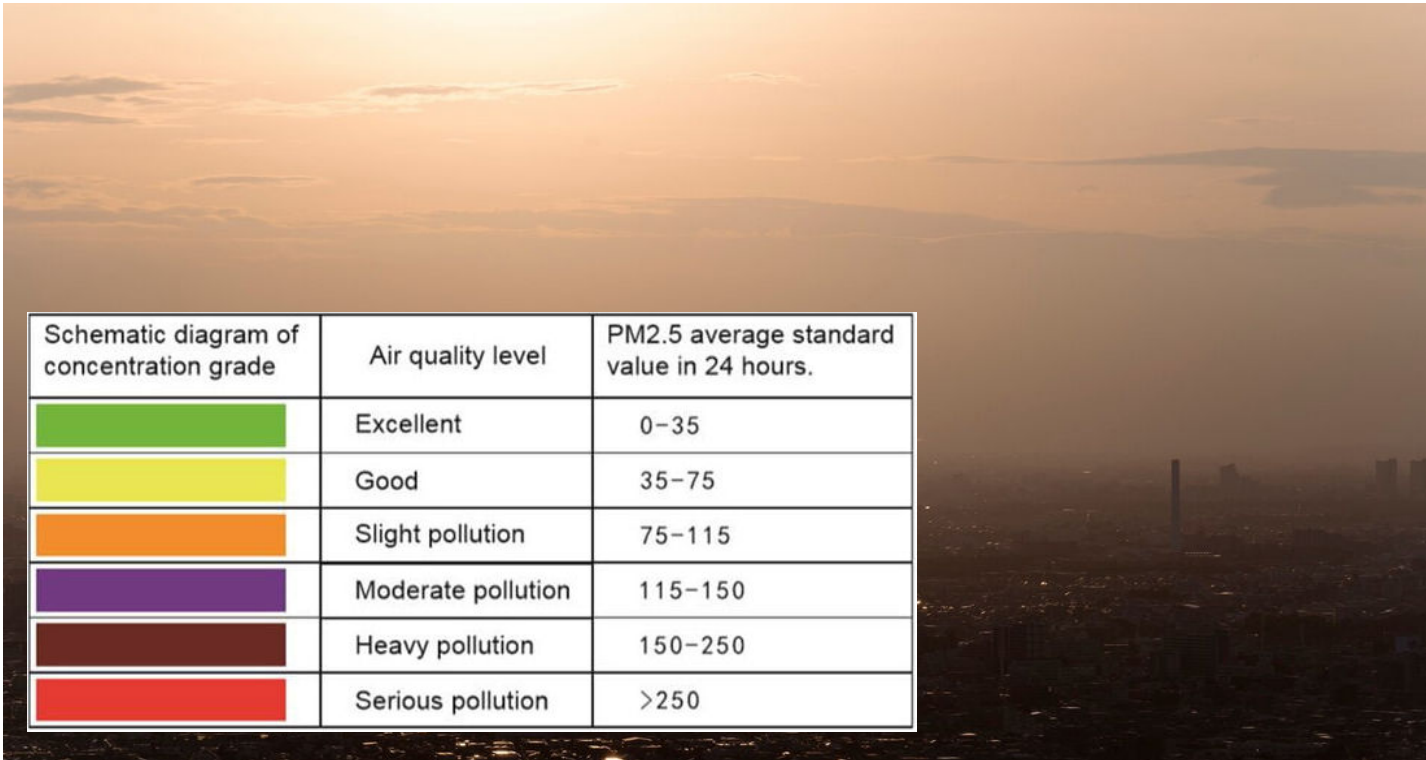 Schematic diagram of
concentration grade
Air quality level
PM2.5 average standard
value in 24 hours.
Excellent
0-35
Good
35-75
Slight pollution
75-115
Moderate pollution
115-150
Heavy pollution
150-250
Serious pollution
>250